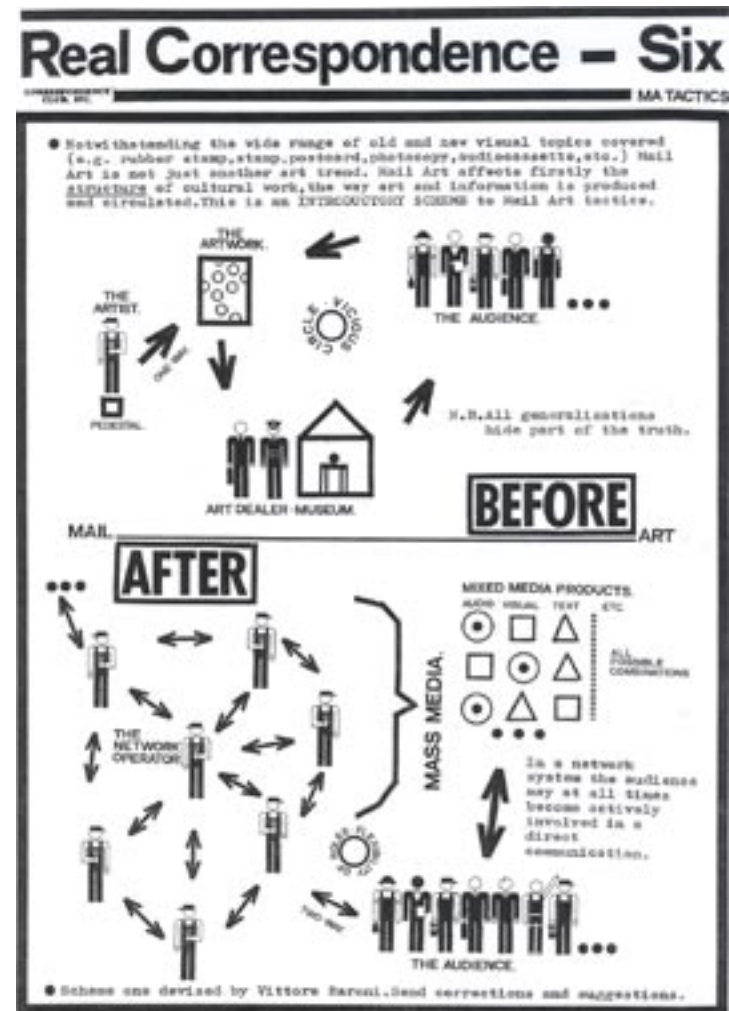 Real Correspondence – Six
CORRESPONDENCE
CLUB, INC.
MA TACTICS
● Notwithstanding the wide range of old and new visual topics covered
(e.g. rubber stamp,stamp,postcard,photocopy,audiocassette,etc.) Mail
Art is not just another art trend. Mail Art affects firstly the
structure of cultural work,the way art and information is produced
and circulated.This is an INTRODUCTORY SCHEME to Mail Art tactics.
THE
ARTWORK.
THE
ARTIST.
ONE WAY.
PEDESTAL.
VICIOUS CIRCLE
THE AUDIENCE.
N.B.All generalizations
hide part of the truth.
ART DEALER - MUSEUM.
BEFORE
MAIL
ART
AFTER
MIXED MEDIA PRODUCTS.
AUDIO VISUAL TEXT ETC.
ALL
POSSIBLE
COMBINATIONS
MASS MEDIA.
THE
NETWORK
OPERATOR
In a network
system the audience
may at all times
become actively
involved in a
direct
communication.
FLEXIBILITY OF ROLES
TWO WAY.
THE AUDIENCE.
● Scheme one devised by Vittore Baroni.Send corrections and suggestions.